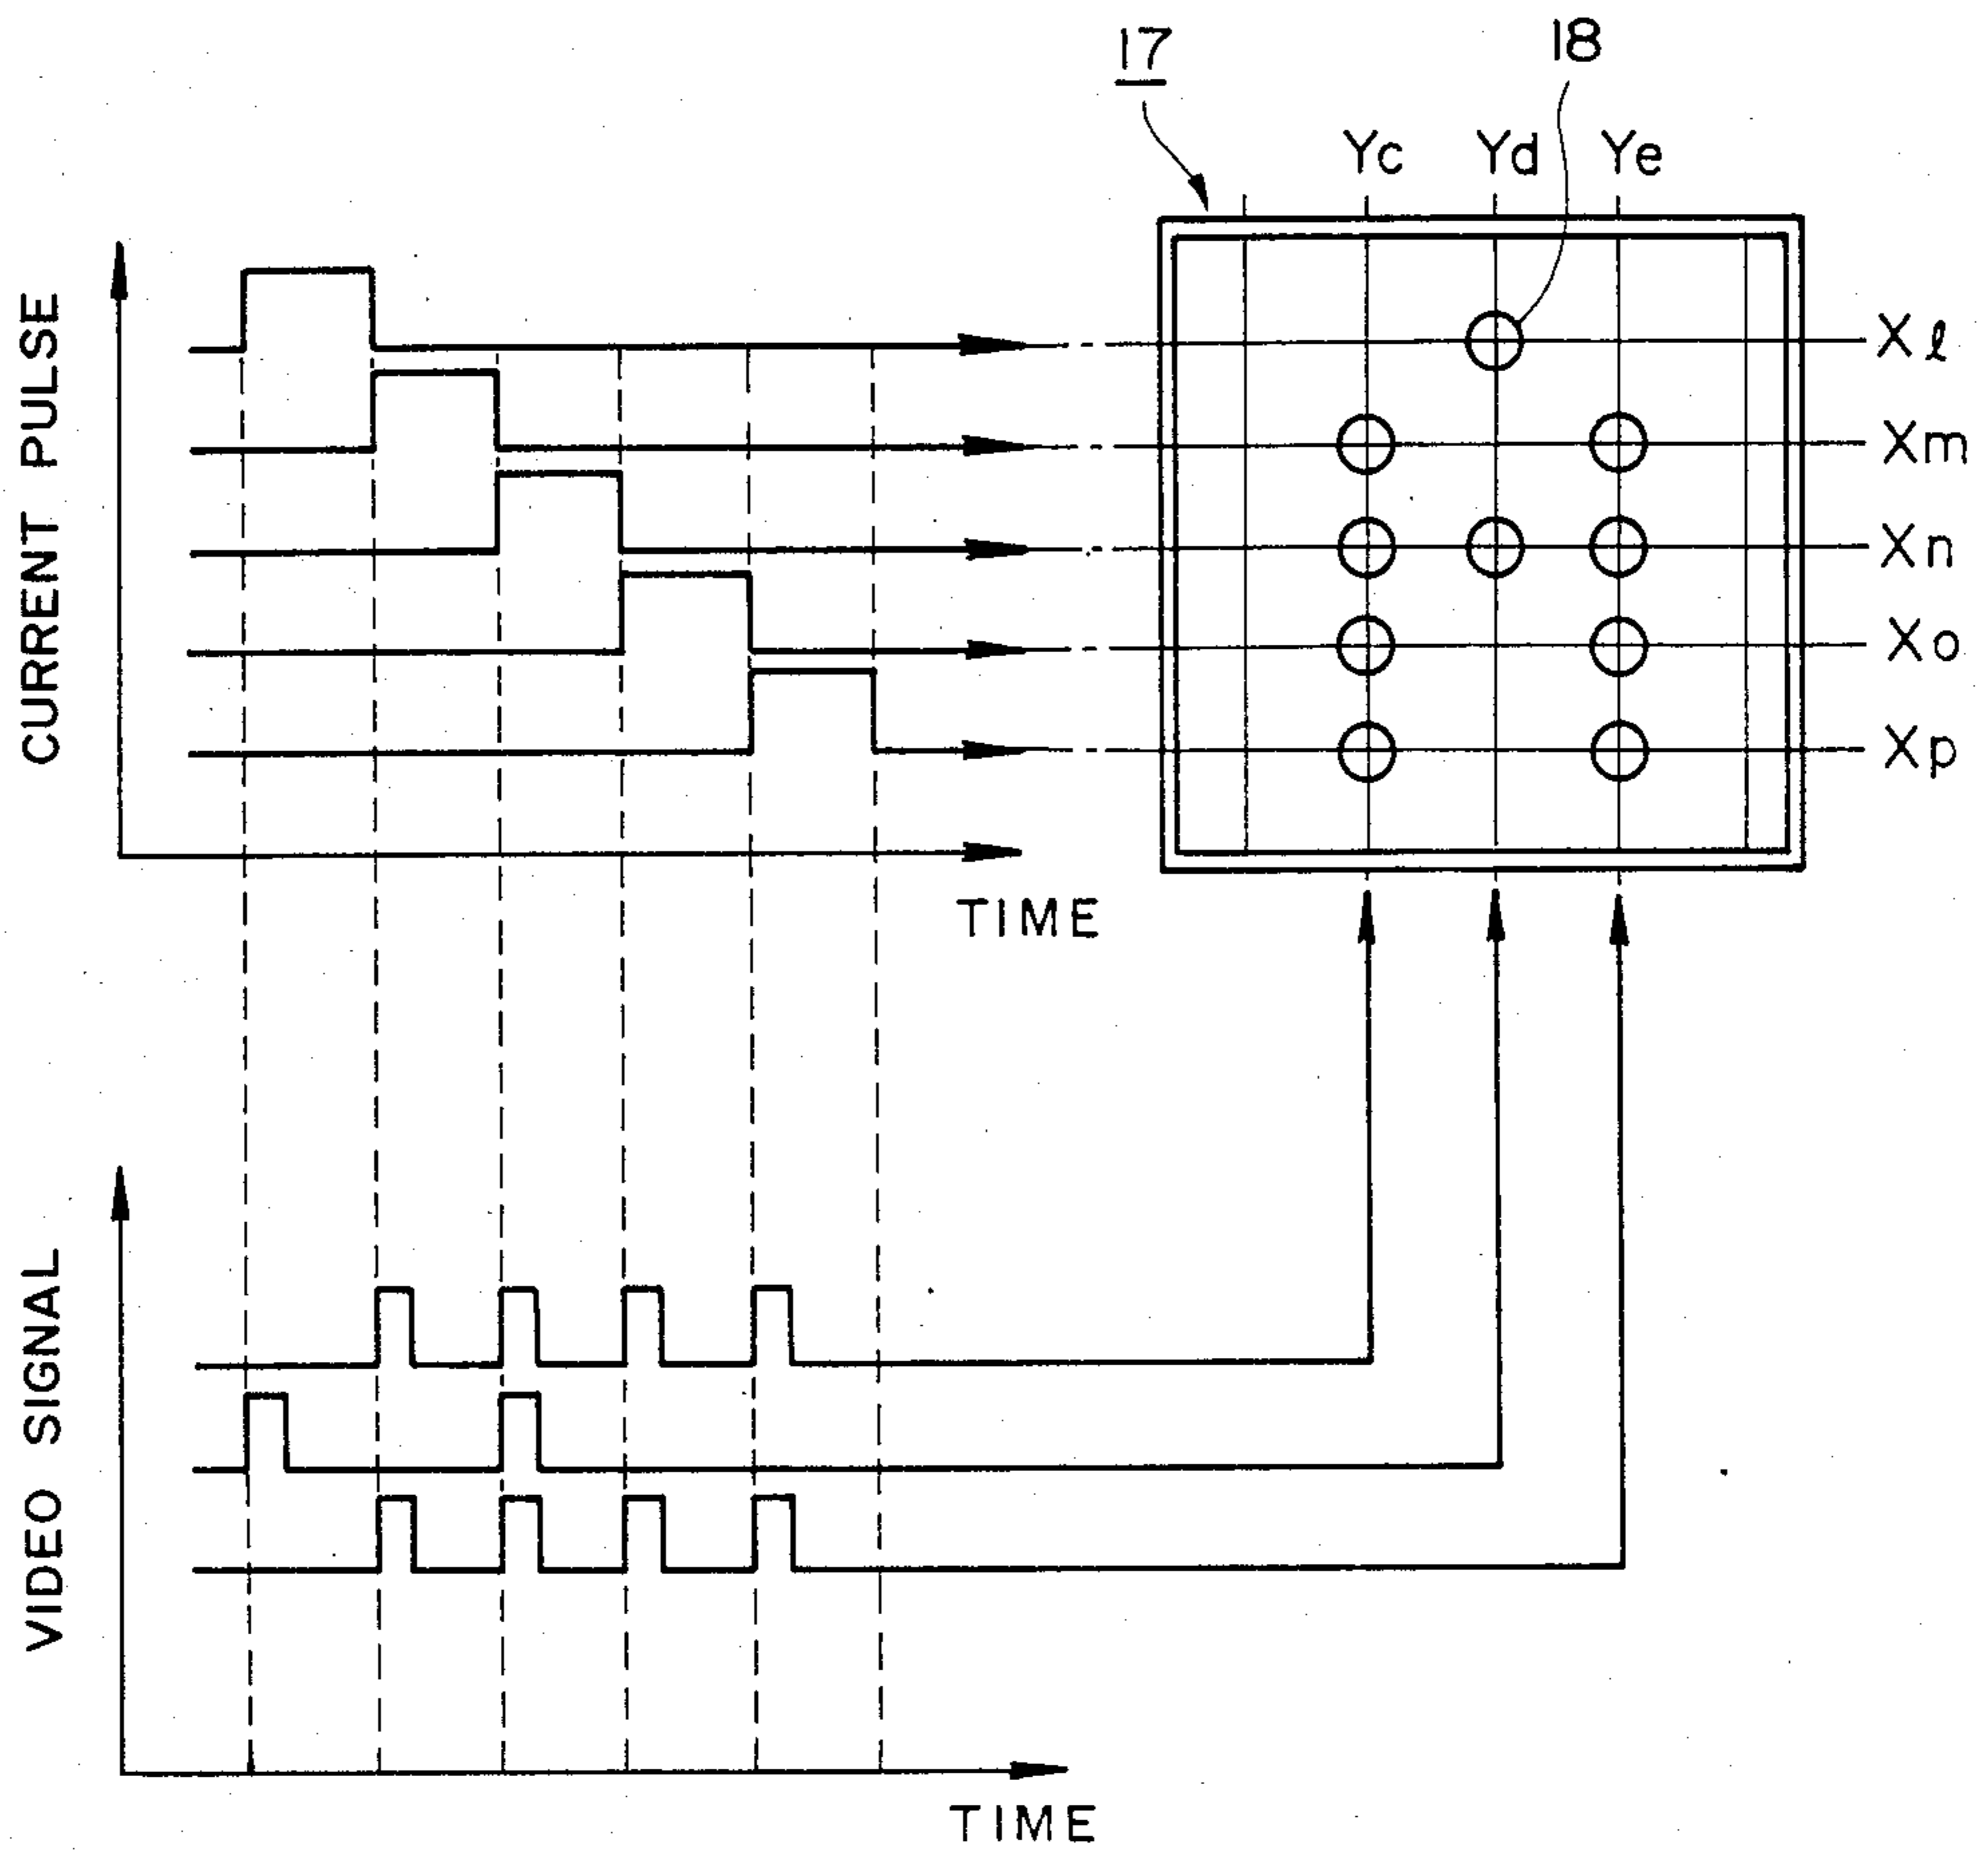 17
18
Yc Yd Ye
CURRENT PULSE
Xℓ
Xm
Xn
Xo
Xp
TIME
VIDEO SIGNAL
TIME